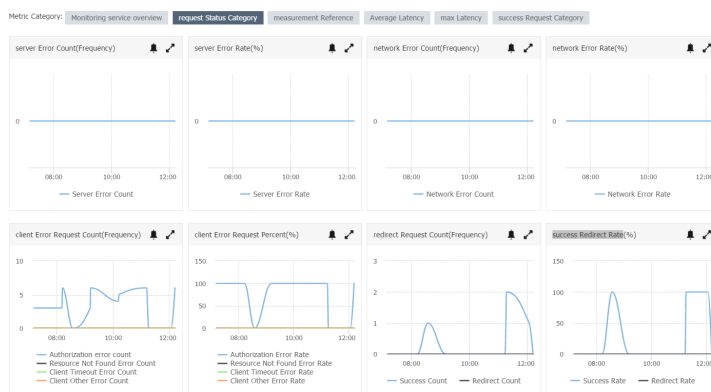 Metric Category: Monitoring service overview request Status Category measurement Reference Average Latency max Latency success Request Category
server Error Count(Frequency) server Error Rate(%) network Error Count(Frequency) network Error Rate(%)
0 0 0 0
08:00 10:00 12:00 08:00 10:00 12:00 08:00 10:00 12:00 08:00 10:00 12:00
Server Error Count Server Error Rate Network Error Count Network Error Rate
client Error Request Count(Frequency) client Error Request Percent(%) redirect Request Count(Frequency) success Redirect Rate(%)
10 150 3 150
100 2 100
5
50 1 50
0 0 0 0
08:00 10:00 12:00 08:00 10:00 12:00 08:00 10:00 12:00 08:00 10:00 12:00
Authorization error count Authorization Error Rate
Resource Not Found Error Count Resource Not Found Error Rate
Client Timeout Error Count Client Timeout Error Rate
Client Other Error Count Client Other Error Rate Success Count Redirect Count Success Rate Redirect Rate